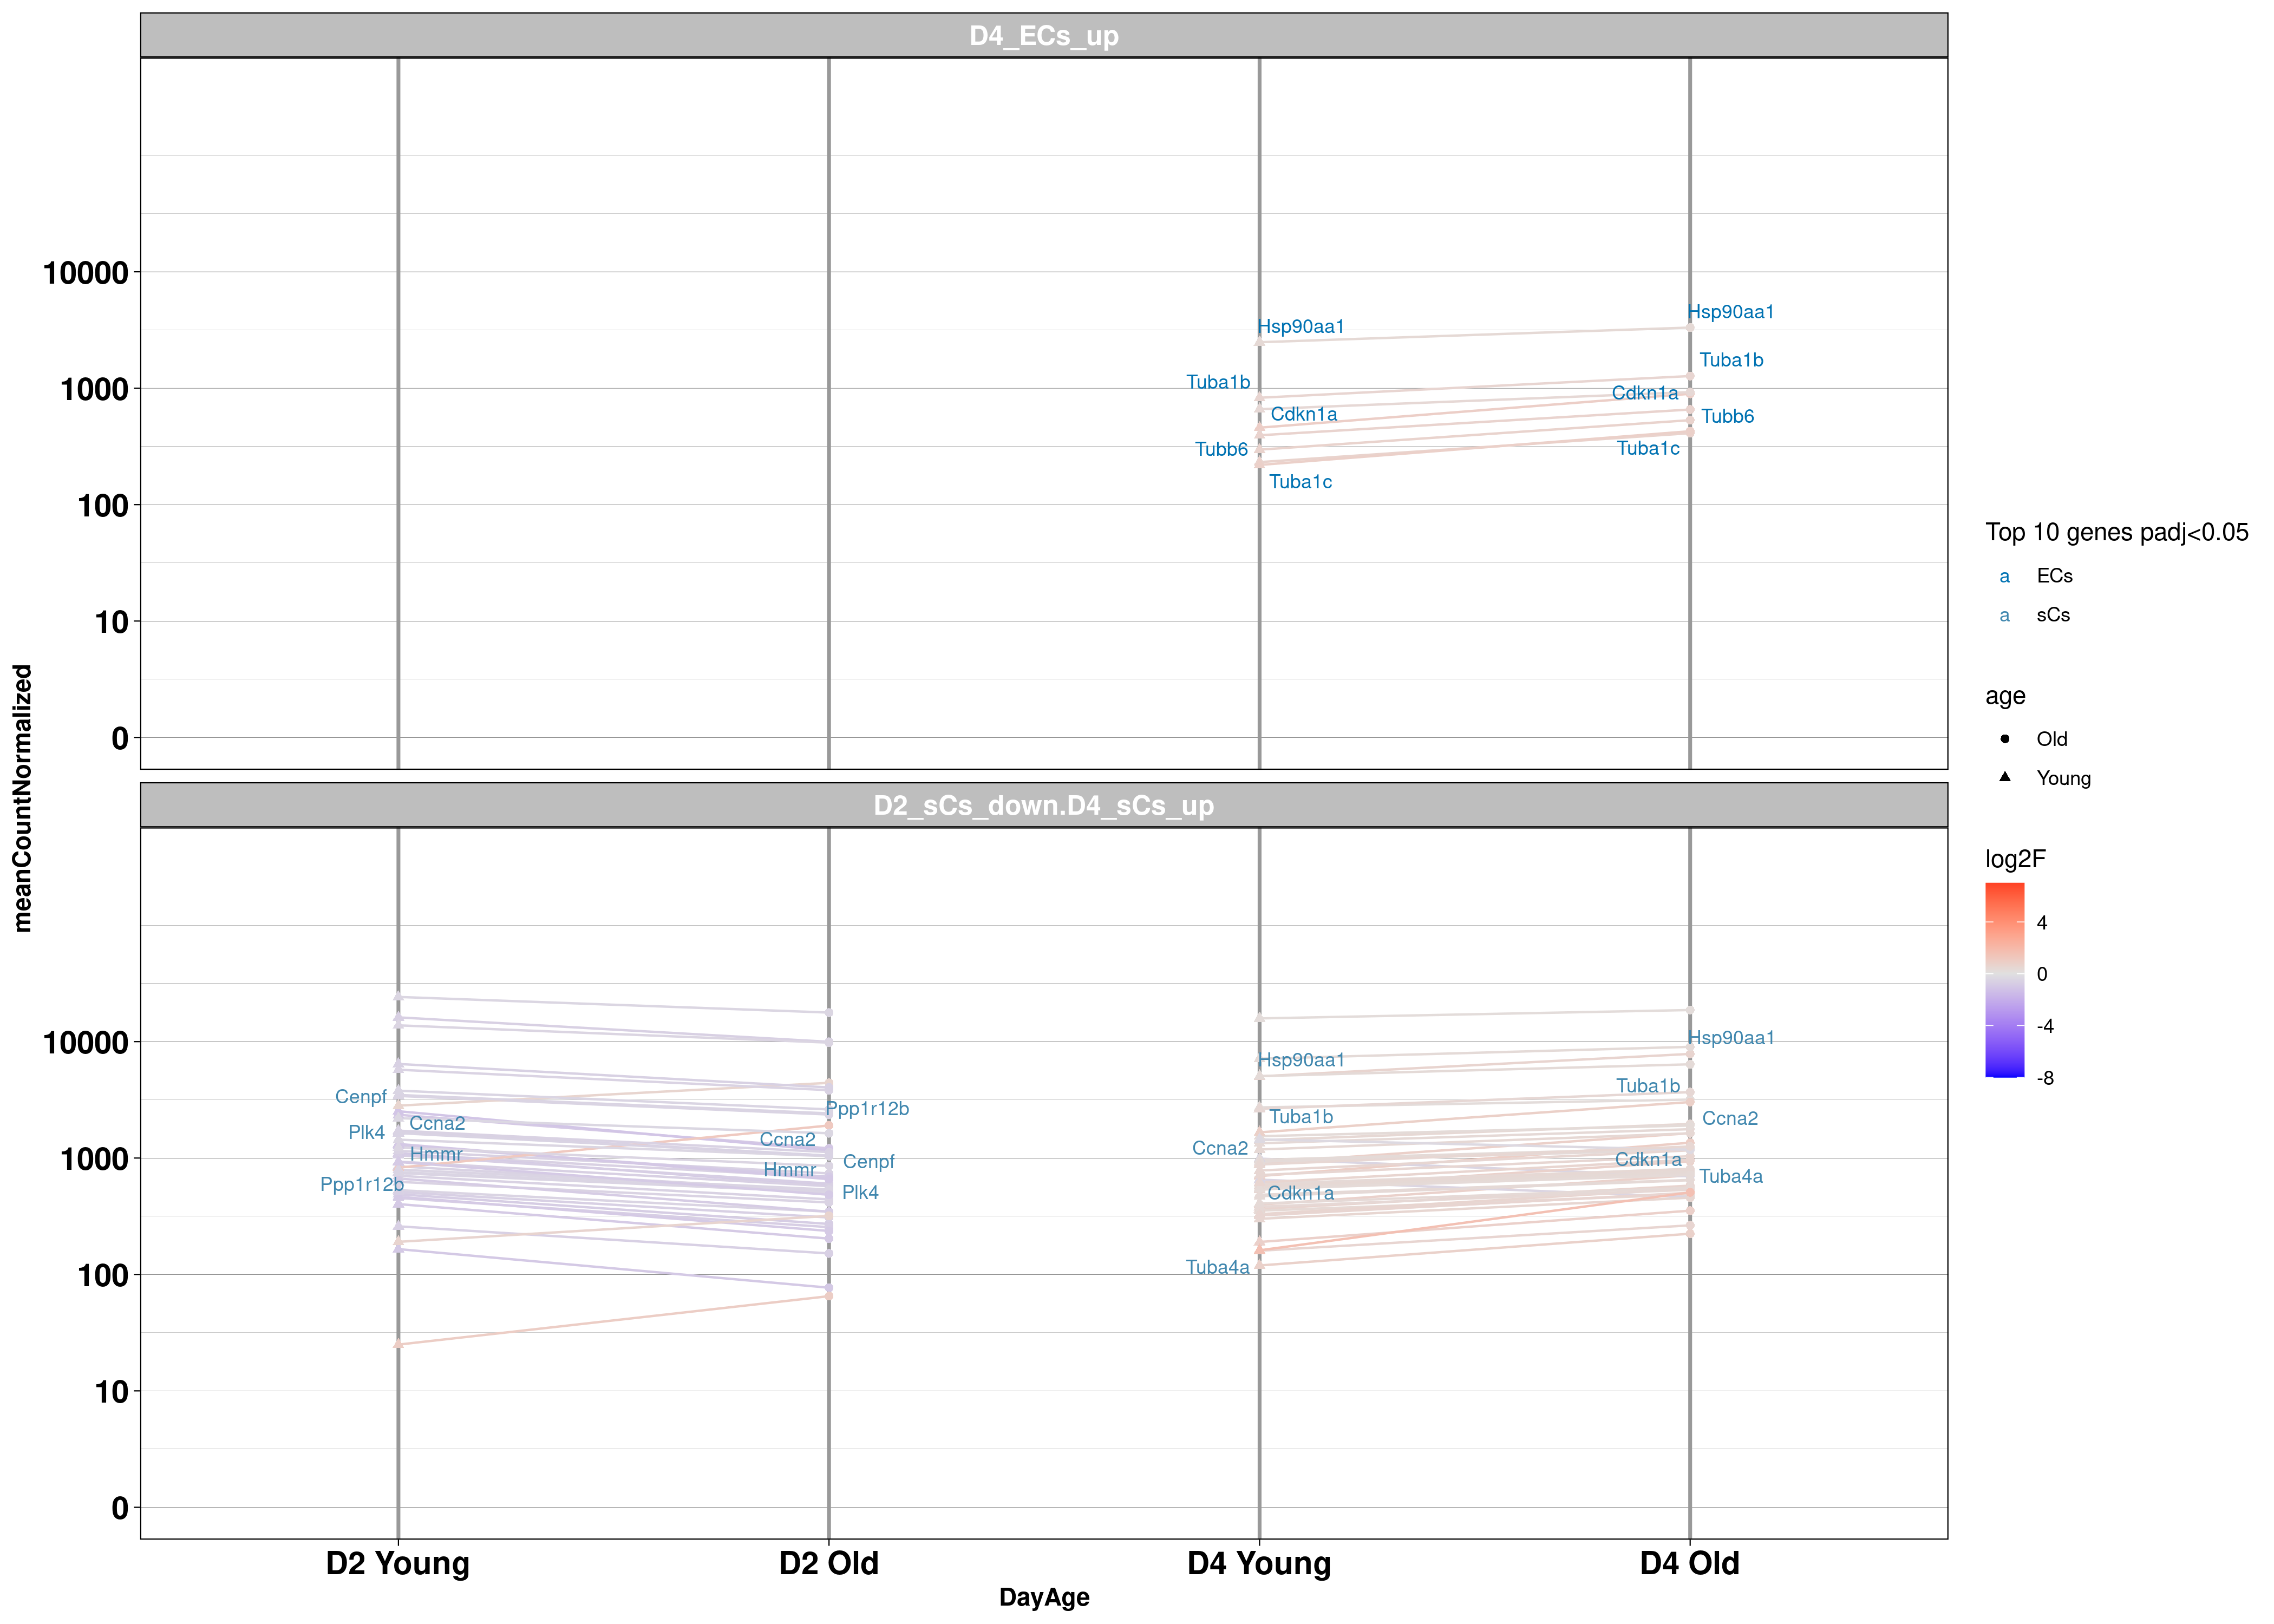 D4_ECs_up
10000
1000
100
10
0
Hsp90aa1
Hsp90aa1
Tuba1b
Tuba1b
Cdkn1a
Cdkn1a
Tubb6
Tubb6
Tuba1c
Tuba1c
meanCountNormalized
D2_sCs_down.D4_sCs_up
10000
1000
100
10
0
Cenpf
Ccna2
Plk4
Hmmr
Ppp1r12b
Ppp1r12b
Ccna2
Cenpf
Hmmr
Plk4
Hsp90aa1
Tuba1b
Ccna2
Cdkn1a
Tuba4a
Hsp90aa1
Tuba1b
Ccna2
Cdkn1a
Tuba4a
D2 Young
D2 Old
D4 Young
D4 Old
DayAge
Top 10 genes padj<0.05
a ECs
a sCs
age
Old
Young
log2F
4
0
-4
-8